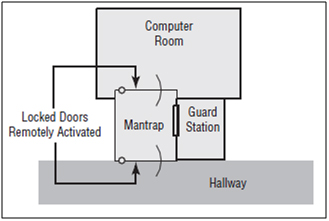 Computer
Room
Locked Doors
Remotely Activated
Mantrap
Guard
Station
Hallway